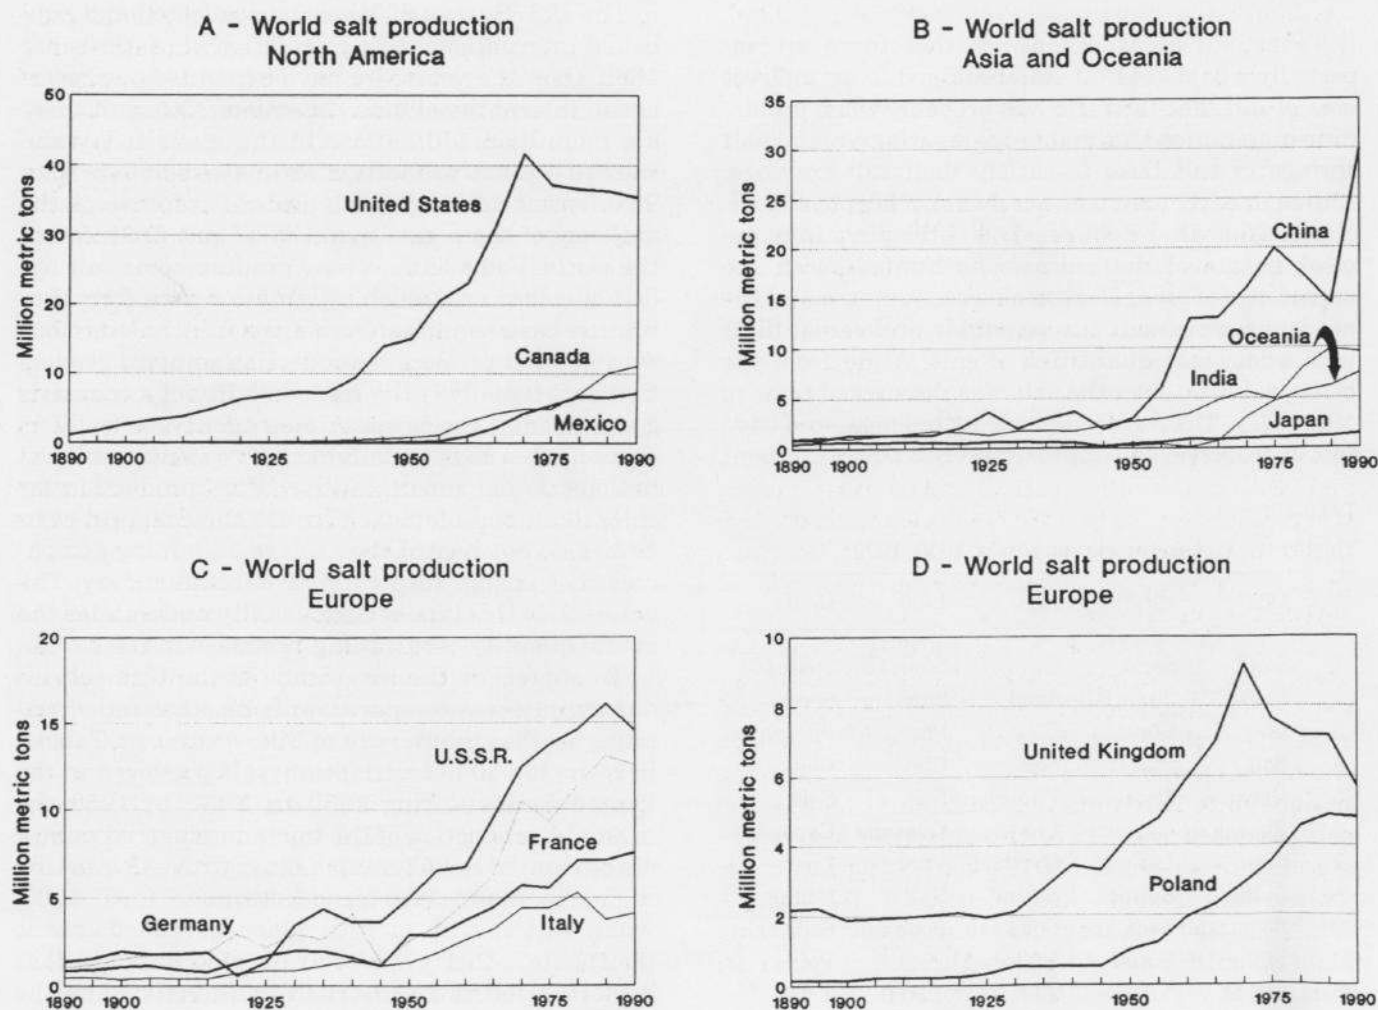 A - World salt production
North America
Million metric tons
60
50
40
30
20
10
0
United States
Canada
Mexico
1890 1900 1925 1950 1975 1990
B - World salt production
Asia and Oceania
Million metric tons
35
30
25
20
15
10
5
0
China
Oceania
India
Japan
1890 1900 1925 1950 1975 1990
C - World salt production
Europe
Million metric tons
20
15
10
5
0
U.S.S.R.
France
Germany
Italy
1890 1900 1925 1950 1975 1990
D - World salt production
Europe
Million metric tons
10
8
6
4
2
0
United Kingdom
Poland
1890 1900 1925 1950 1975 1990